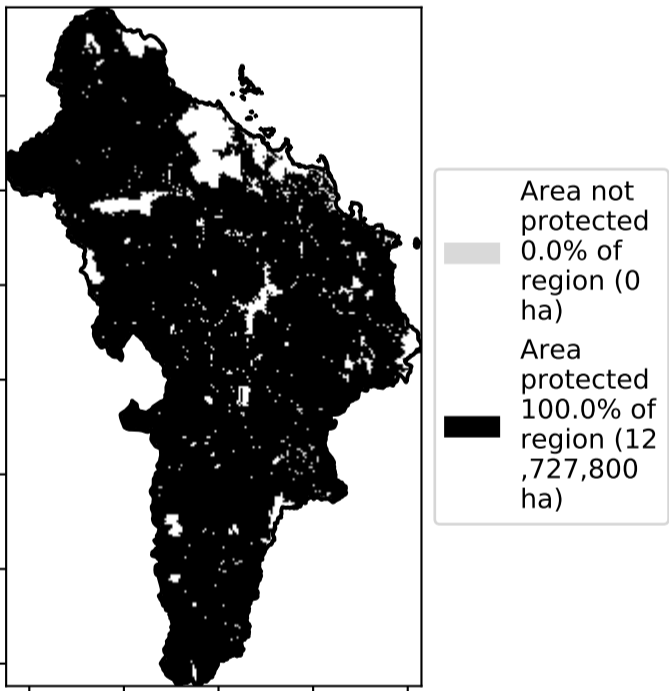 Area not
protected
0.0% of
region (0
ha)
Area
protected
100.0% of
region (12
,727,800
ha)